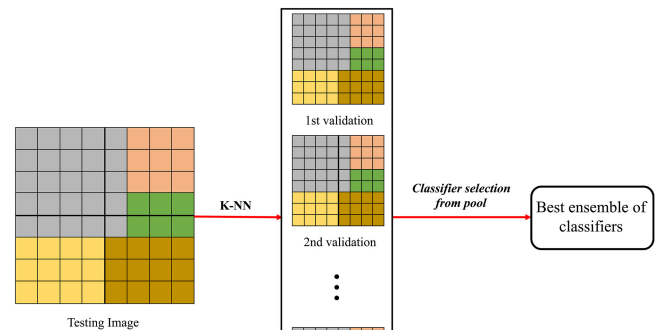 1st validation
K-NN
Classifier selection
from pool
Best ensemble of
classifiers
2nd validation
Testing Image